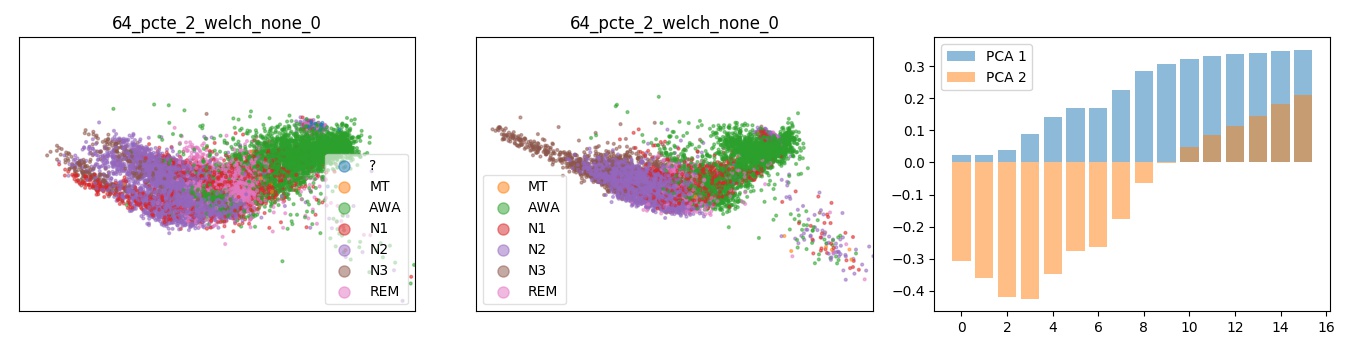 64_pcte_2_welch_none_0
?
MT
AWA
N1
N2
N3
REM
64_pcte_2_welch_none_0
MT
AWA
N1
N2
N3
REM
PCA 1
PCA 2
0.3
0.2
0.1
0.0
−0.1
−0.2
−0.3
−0.4
0 2 4 6 8 10 12 14 16